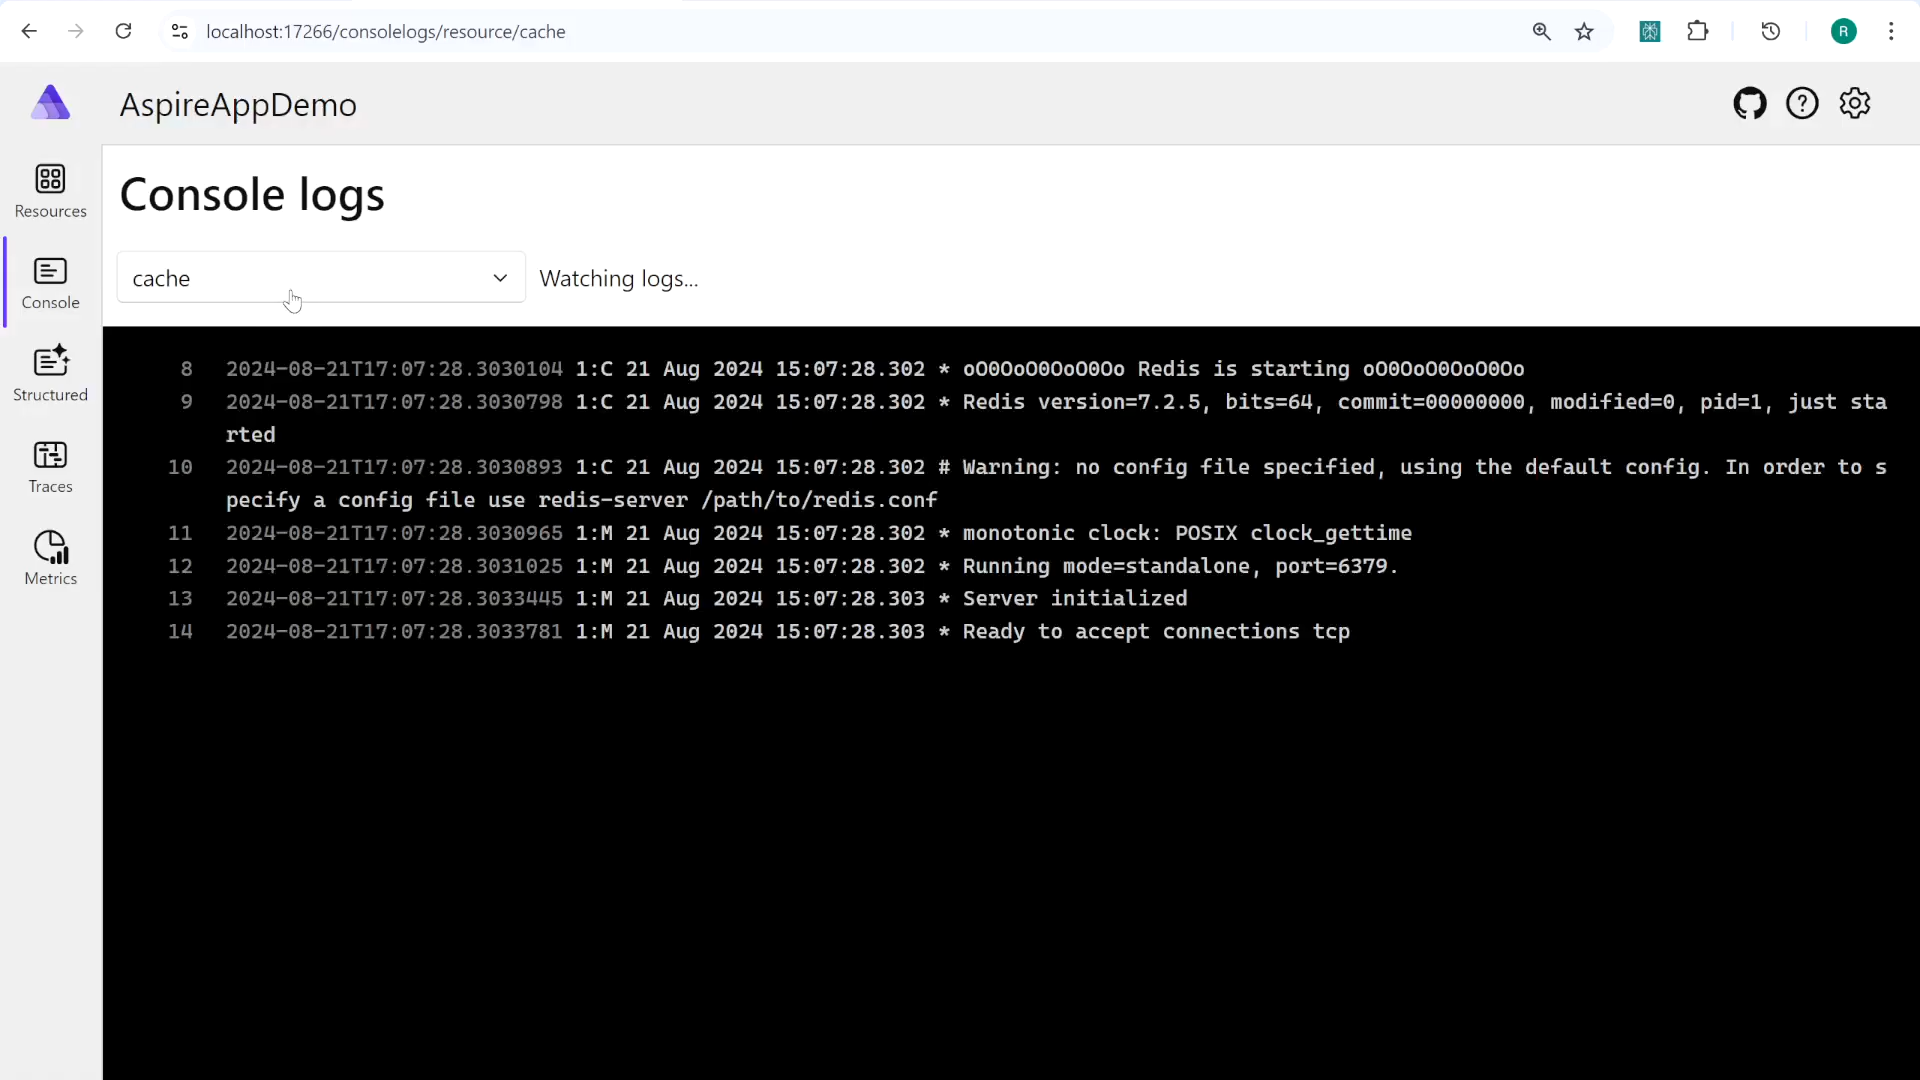 localhost:17266/consolelogs/resource/cache
R
AspireAppDemo
Resources
Console
Structured
Traces
Metrics
Console logs
cache
Watching logs...
8 2024-08-21T17:07:28.3030104 1:C 21 Aug 2024 15:07:28.302 * oO0OoO0OoO0Oo Redis is starting oO0OoO0OoO0Oo
9 2024-08-21T17:07:28.3030798 1:C 21 Aug 2024 15:07:28.302 * Redis version=7.2.5, bits=64, commit=00000000, modified=0, pid=1, just sta
rted
10 2024-08-21T17:07:28.3030893 1:C 21 Aug 2024 15:07:28.302 # Warning: no config file specified, using the default config. In order to s
pecify a config file use redis-server /path/to/redis.conf
11 2024-08-21T17:07:28.3030965 1:M 21 Aug 2024 15:07:28.302 * monotonic clock: POSIX clock_gettime
12 2024-08-21T17:07:28.3031025 1:M 21 Aug 2024 15:07:28.302 * Running mode=standalone, port=6379.
13 2024-08-21T17:07:28.3033445 1:M 21 Aug 2024 15:07:28.303 * Server initialized
14 2024-08-21T17:07:28.3033781 1:M 21 Aug 2024 15:07:28.303 * Ready to accept connections tcp